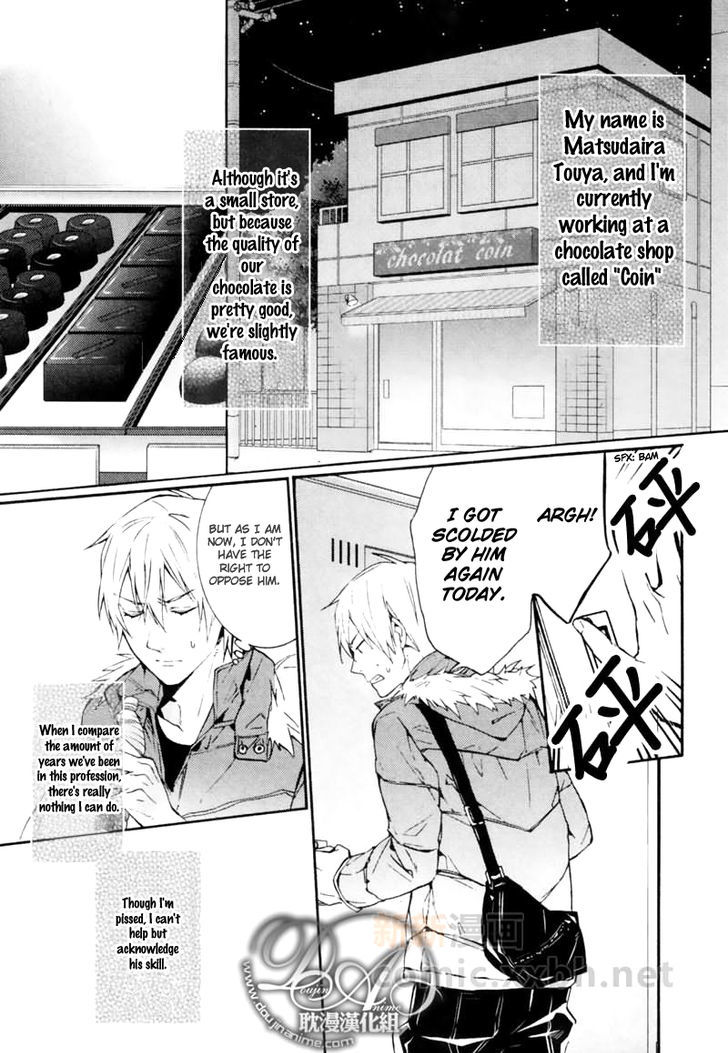 My name is
Matsudaira
Touya, and I'm
currently
working at a
chocolate shop
called "Coin"
chocolat coin
Although it's
a small store,
but because
the quality of
our
chocolate is
pretty good,
we're slightly
famous.
SFX: BAM
砰
砰
ARGH!
I GOT
SCOLDED
BY HIM
AGAIN
TODAY.
BUT AS I AM
NOW, I DON'T
HAVE THE
RIGHT TO
OPPOSE HIM.
When I compare
the amount of
years we've been
in this profession,
there's really
nothing I can do.
Though I'm
pissed, I can't
help but
acknowledge
his skill.
新新漫画
comic.xxbh.net
Doujin Anime
耽漫漢化組
www.doujinanime.com